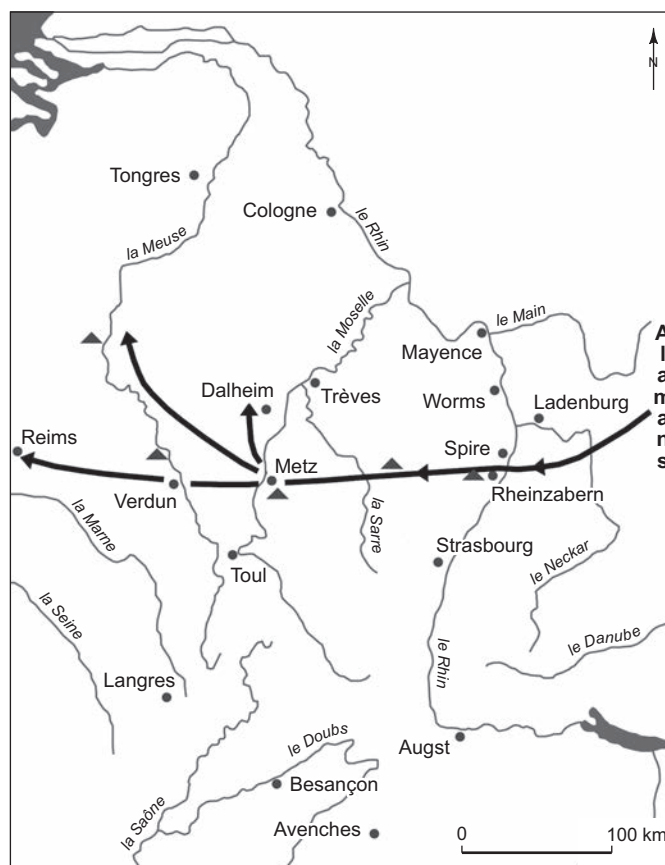 N
Tongres
Cologne
le Rhin
la Meuse
la Moselle
le Main
Mayence
Alamans
Dalheim
Trèves
Worms
Ladenburg
Reims
Spire
Metz
Verdun
Rheinzabern
la Marne
la Sarre
Strasbourg
Toul
le Neckar
la Seine
le Danube
le Rhin
Langres
le Doubs
Augst
Besançon
la Saône
Avenches
0 100 km